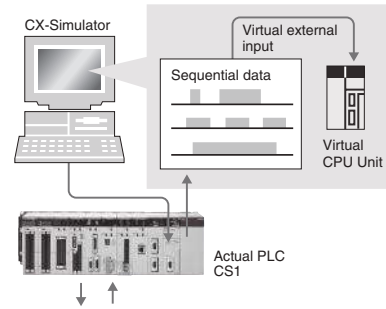 CX-Simulator
Virtual external
input
Sequential data
Virtual
CPU Unit
Actual PLC
CS1